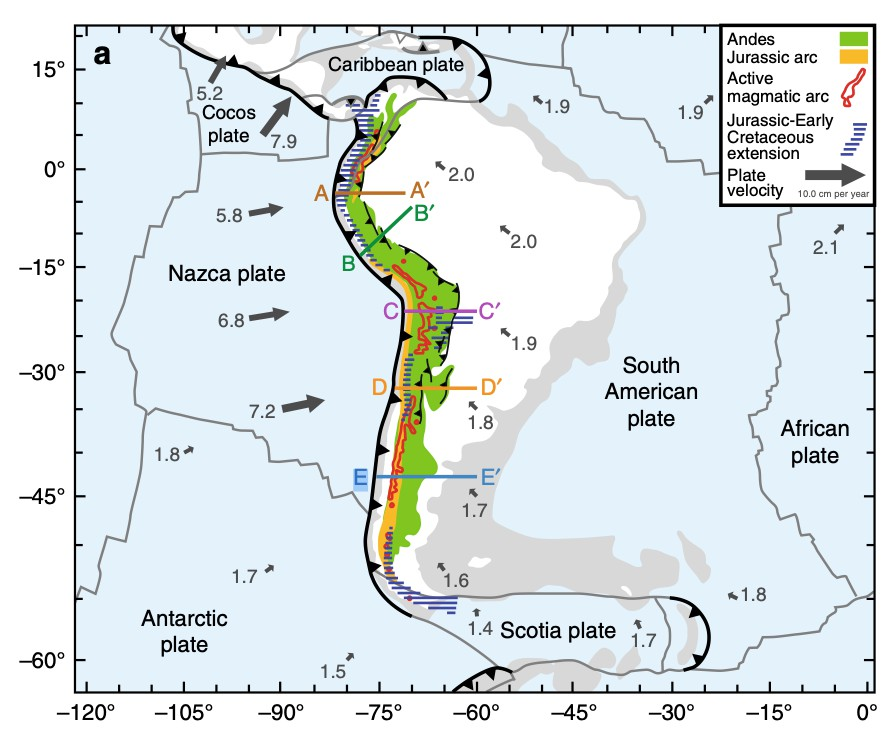 a
Caribbean plate
Cocos
plate
5.2
7.9
1.9
1.9
Andes
Jurassic arc
Active
magmatic arc
Jurassic-Early
Cretaceous
extension
Plate
velocity
10.0 cm per year
2.0
A
A′
B′
5.8
2.0
2.1
B
Nazca plate
C
C′
6.8
1.9
South
American
plate
D
D′
7.2
1.8
African
plate
1.8
E
E′
1.7
1.7
1.6
1.8
Antarctic
plate
1.4
Scotia plate
1.7
1.5
15°
0°
−15°
−30°
−45°
−60°
−120°
−105°
−90°
−75°
−60°
−45°
−30°
−15°
0°